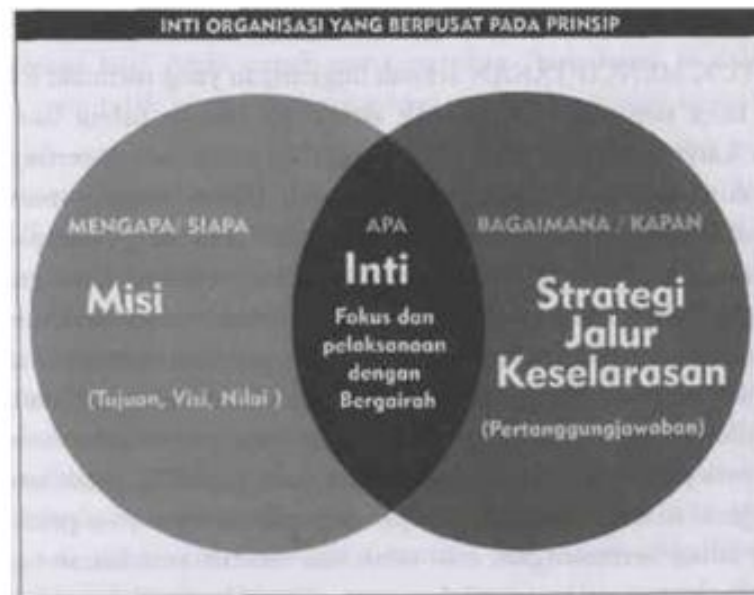 INTI ORGANISASI YANG BERPUSAT PADA PRINSIP
MENGAPA/ SIAPA
Misi
(Tujuan, Visi, Nilai )
APA
Inti
Fokus dan
pelaksanaan
dengan
Bergairah
BAGAIMANA / KAPAN
Strategi
Jalur
Keselarasan
(Pertanggungjawaban)